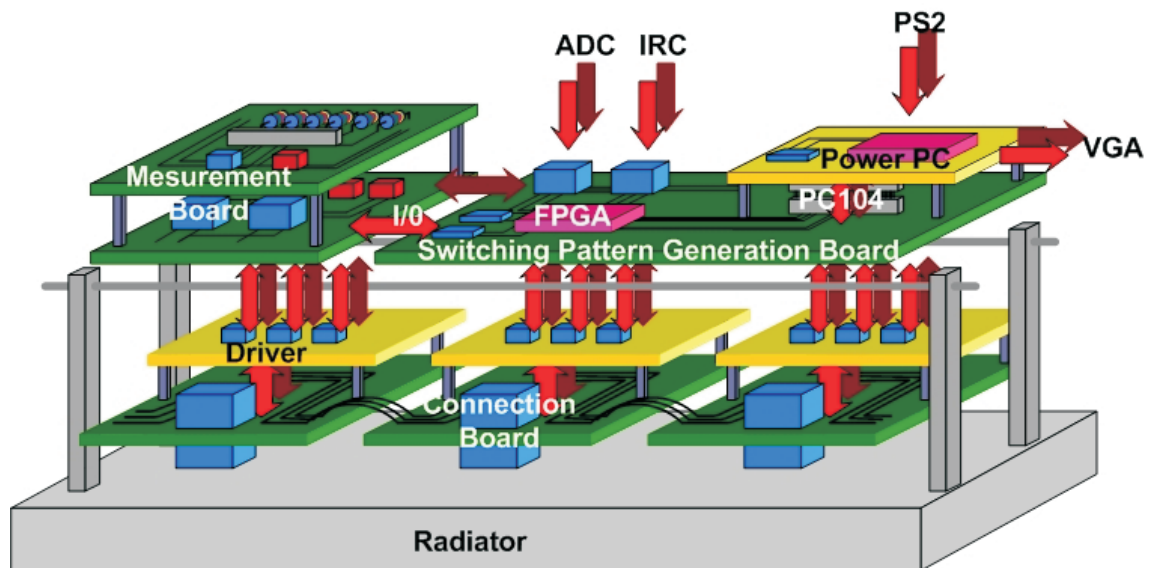 PS2
ADC
IRC
VGA
Power PC
Mesurement
Board
PC104
I/0
FPGA
Switching Pattern Generation Board
Driver
Connection
Board
Radiator